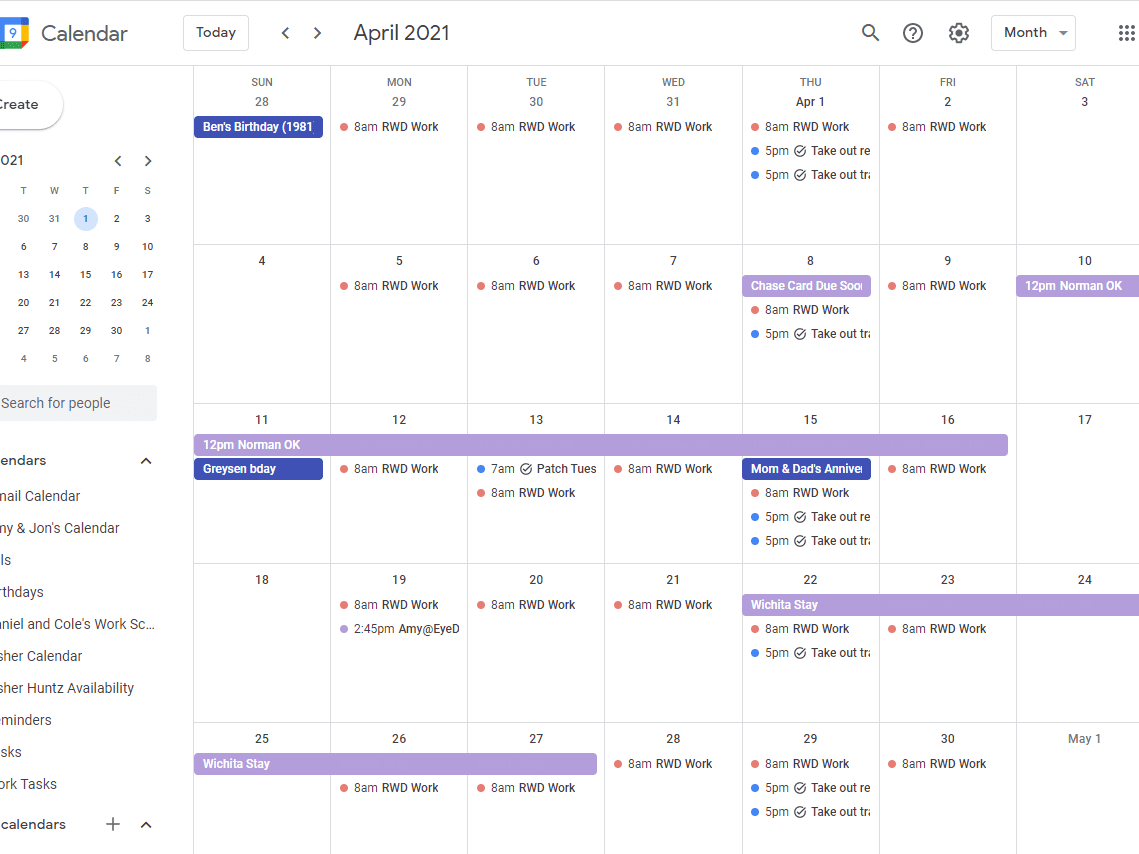 9 Calendar Today April 2021 Month
SUN MON TUE WED THU FRI SAT
28 29 30 31 Apr 1 2 3
Ben's Birthday (1981 8am RWD Work 8am RWD Work 8am RWD Work 8am RWD Work 8am RWD Work
5pm Take out re
5pm Take out tra
4 5 6 7 8 9 10
8am RWD Work 8am RWD Work 8am RWD Work Chase Card Due Soon 8am RWD Work 12pm Norman OK
8am RWD Work
5pm Take out tra
11 12 13 14 15 16 17
12pm Norman OK
Greysen bday 8am RWD Work 7am Patch Tues 8am RWD Work Mom & Dad's Anniver 8am RWD Work
8am RWD Work 8am RWD Work
5pm Take out re
5pm Take out tra
18 19 20 21 22 23 24
8am RWD Work 8am RWD Work 8am RWD Work Wichita Stay
2:45pm Amy@EyeD 8am RWD Work 8am RWD Work
5pm Take out tra
25 26 27 28 29 30 May 1
Wichita Stay 8am RWD Work 8am RWD Work 8am RWD Work
8am RWD Work 8am RWD Work 5pm Take out re
5pm Take out tra
Create
021
T W T F S
30 31 1 2 3
6 7 8 9 10
13 14 15 16 17
20 21 22 23 24
27 28 29 30 1
4 5 6 7 8
Search for people
endars
mail Calendar
my & Jon's Calendar
ls
rthdays
aniel and Cole's Work Sc...
sher Calendar
sher Huntz Availability
eminders
sks
ork Tasks
calendars